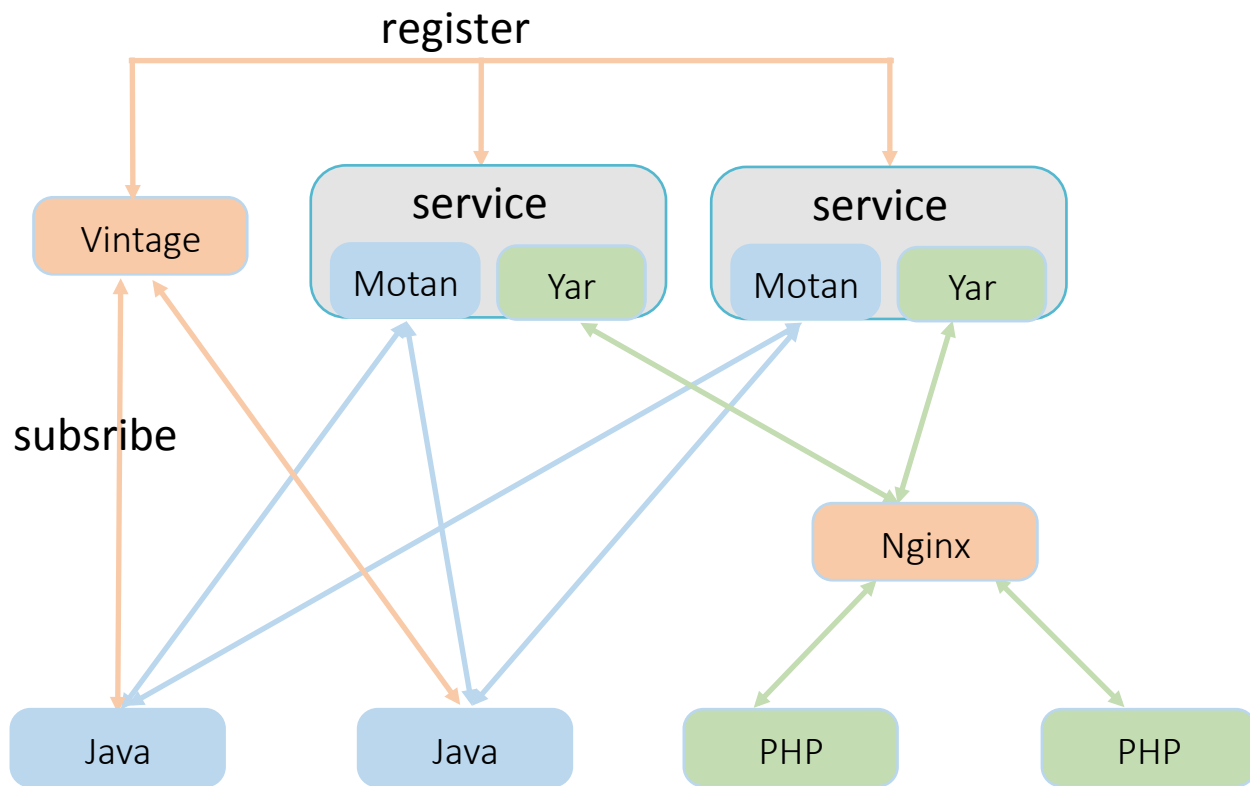 register
service
service
Vintage
Motan
Yar
Motan
Yar
subsribe
Nginx
Java
Java
PHP
PHP